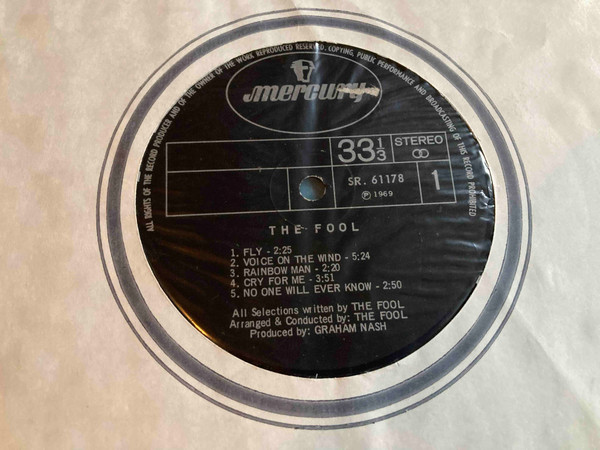 ALL RIGHTS OF THE RECORD PRODUCER AND OF THE OWNER OF THE WORK REPRODUCED RESERVED. COPYING, PUBLIC PERFORMANCE AND BROADCASTING OF THIS RECORD PROHIBITED
mercury
33 1/3
STEREO
SR. 61178
℗ 1969
1
THE FOOL
1. FLY - 2:25
2. VOICE ON THE WIND - 5:24
3. RAINBOW MAN - 2:20
4. CRY FOR ME - 3:51
5. NO ONE WILL EVER KNOW - 2:50
All Selections written by THE FOOL
Arranged & Conducted by: THE FOOL
Produced by: GRAHAM NASH